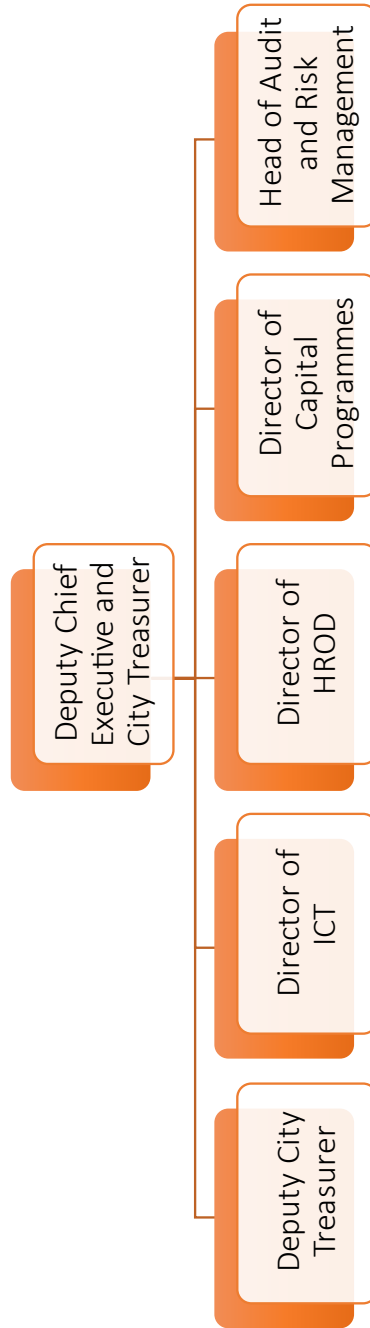 Deputy Chief
Executive and
City Treasurer
Deputy City
Treasurer
Director of
ICT
Director of
HROD
Director of
Capital
Programmes
Head of Audit
and Risk
Management